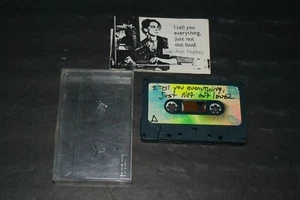 I tell you
everything,
just not
out loud.
I tell you everything,
Just not out loud.